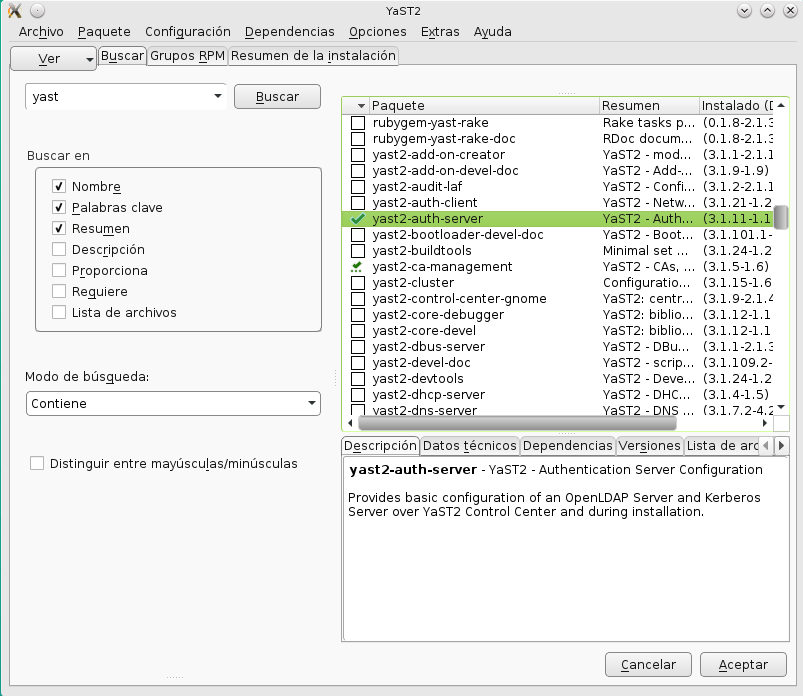 YaST2
Archivo Paquete Configuración Dependencias Opciones Extras Ayuda
Ver Buscar Grupos RPM Resumen de la instalación
yast Buscar
Buscar en
Nombre
Palabras clave
Resumen
Descripción
Proporciona
Requiere
Lista de archivos
Modo de búsqueda:
Contiene
Distinguir entre mayúsculas/minúsculas
Paquete Resumen Instalado (D
rubygem-yast-rake Rake tasks p... (0.1.8-2.1.3
rubygem-yast-rake-doc RDoc docum... (0.1.8-2.1.3
yast2-add-on-creator YaST2 - mod... (3.1.1-2.1.1
yast2-add-on-devel-doc YaST2 - Add-... (3.1.9-1.9)
yast2-audit-laf YaST2 - Confi... (3.1.2-2.1.1
yast2-auth-client YaST2 - Netw... (3.1.21-1.2
yast2-auth-server YaST2 - Auth... (3.1.11-1.1
yast2-bootloader-devel-doc YaST2 - Boot... (3.1.101.1-
yast2-buildtools Minimal set ... (3.1.24-1.2
yast2-ca-management YaST2 - CAs, ... (3.1.5-1.6)
yast2-cluster Configuratio... (3.1.15-1.6
yast2-control-center-gnome YaST2: centr... (3.1.9-2.1.4
yast2-core-debugger YaST2: biblio... (3.1.12-1.1
yast2-core-devel YaST2: biblio... (3.1.12-1.1
yast2-dbus-server YaST2 - DBu... (3.1.1-2.1.3
yast2-devel-doc YaST2 - scrip... (3.1.109.2-
yast2-devtools YaST2 - Deve... (3.1.24-1.2
yast2-dhcp-server YaST2 - DHC... (3.1.4-1.5)
yast2-dns-server YaST2 - DNS ... (3.1.7.2-4.2
Descripción Datos técnicos Dependencias Versiones Lista de arc
yast2-auth-server - YaST2 - Authentication Server Configuration
Provides basic configuration of an OpenLDAP Server and Kerberos
Server over YaST2 Control Center and during installation.
Cancelar Aceptar